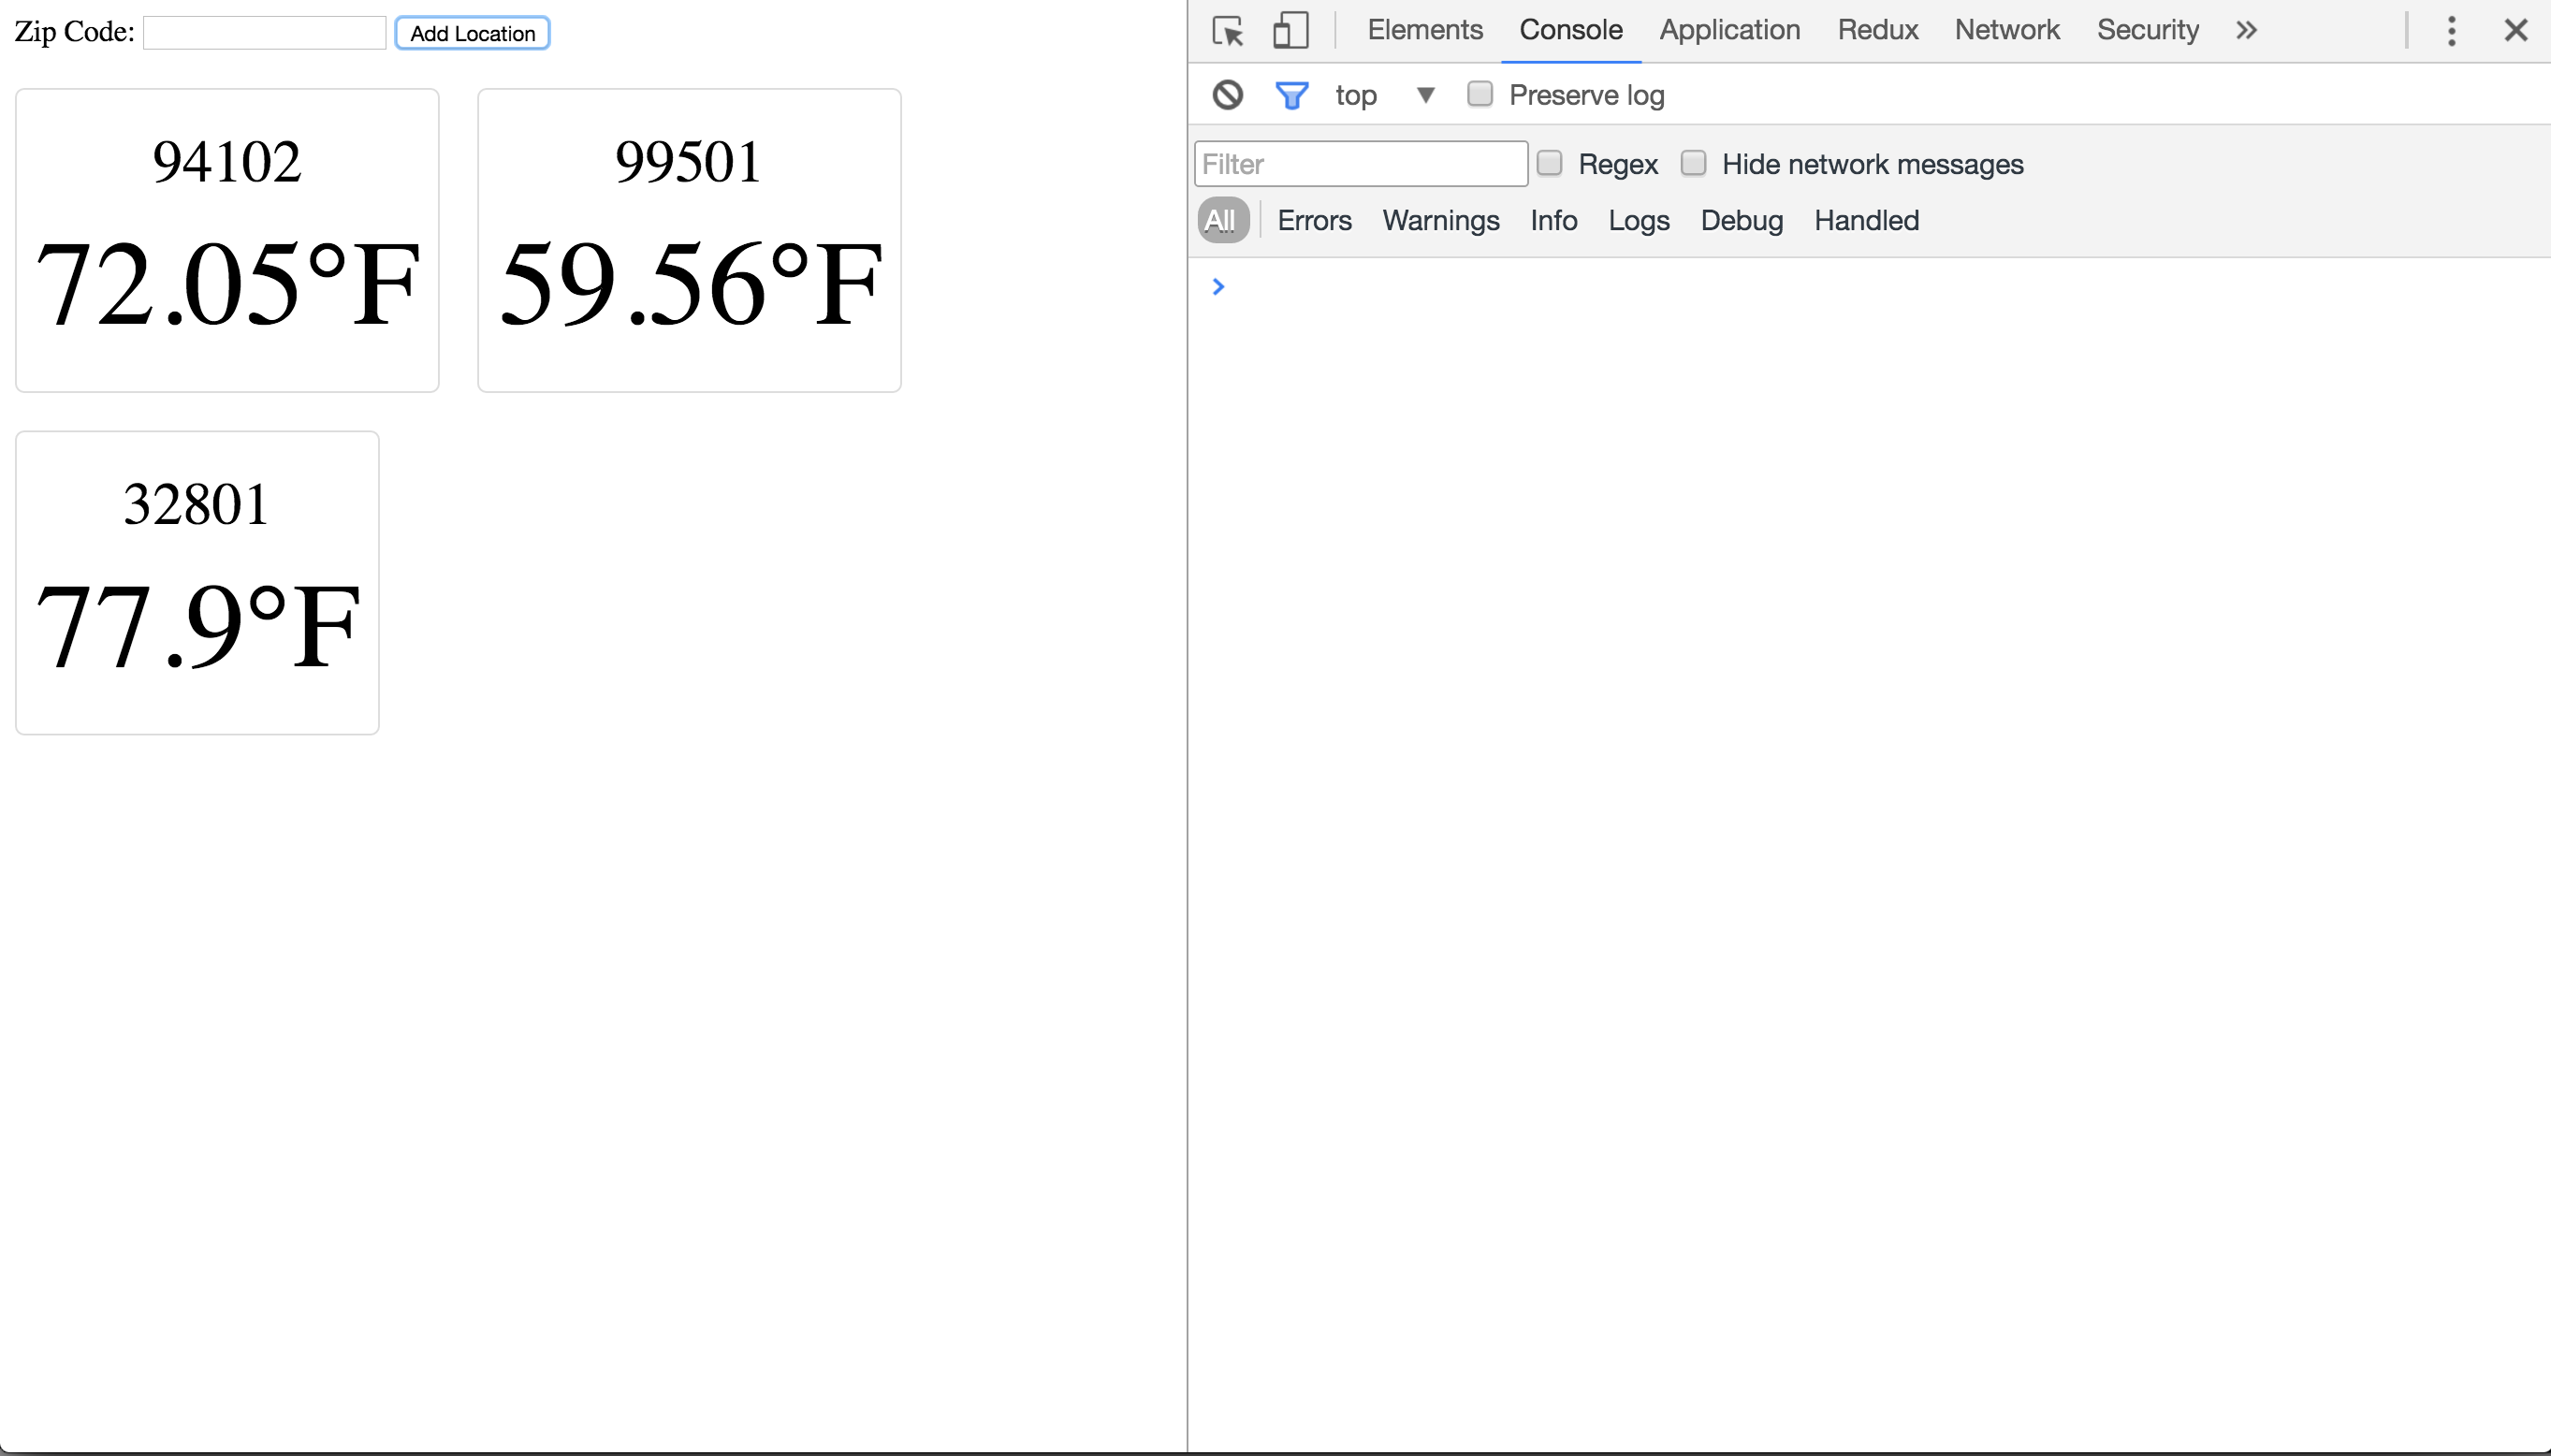 Zip Code: Add Location
94102
72.05°F
99501
59.56°F
32801
77.9°F
Elements Console Application Redux Network Security »
top ▼ Preserve log
Filter Regex Hide network messages
All Errors Warnings Info Logs Debug Handled
>